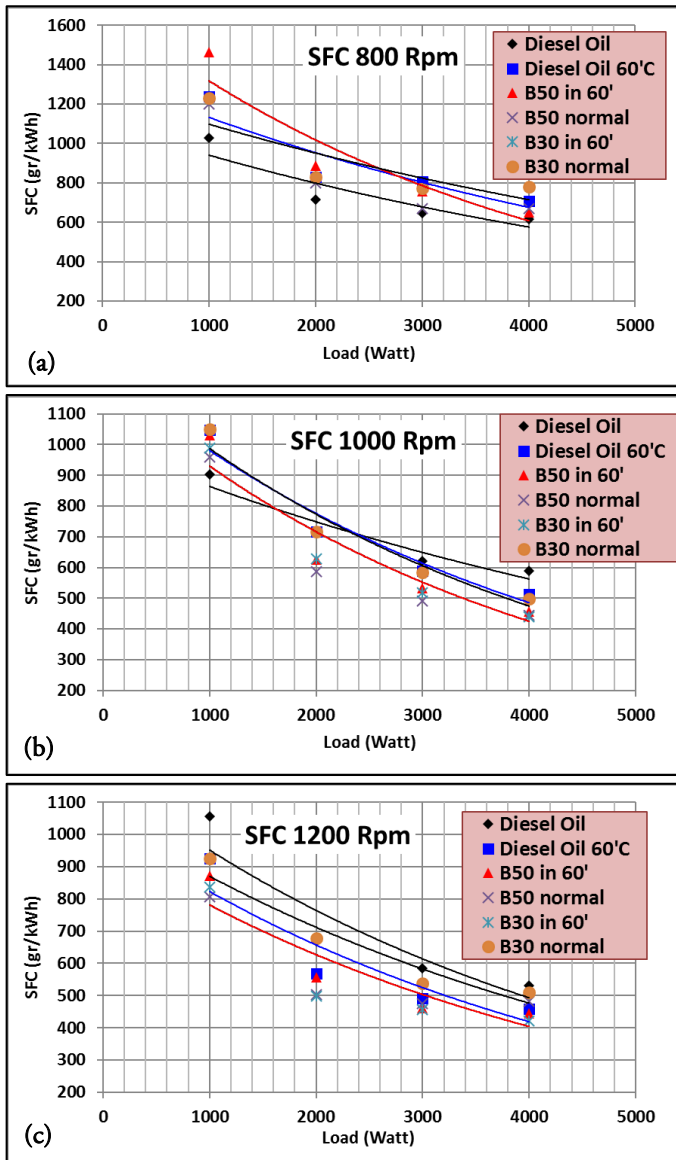 SFC 800 Rpm
SFC (gr/kWh)
1600
1400
1200
1000
800
600
400
200
0 1000 2000 3000 4000 5000
Load (Watt)
Diesel Oil
Diesel Oil 60'C
B50 in 60'
B50 normal
B30 in 60'
B30 normal
(a)
SFC 1000 Rpm
SFC (gr/kWh)
1100
1000
900
800
700
600
500
400
300
200
0 1000 2000 3000 4000 5000
Load (Watt)
Diesel Oil
Diesel Oil 60'C
B50 in 60'
B50 normal
B30 in 60'
B30 normal
(b)
SFC 1200 Rpm
SFC (gr/kWh)
1100
1000
900
800
700
600
500
400
300
200
0 1000 2000 3000 4000 5000
Load (Watt)
Diesel Oil
Diesel Oil 60'C
B50 in 60'
B50 normal
B30 in 60'
B30 normal
(c)